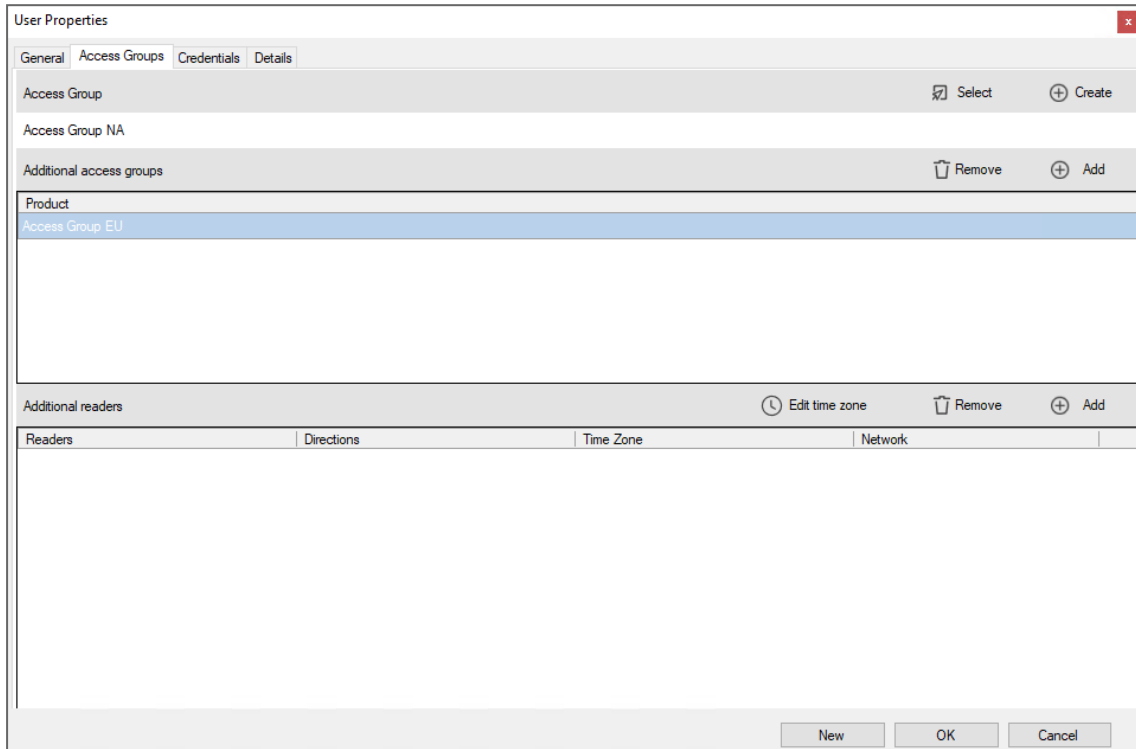 User Properties
x
General Access Groups Credentials Details
Access Group Select Create
Access Group NA
Additional access groups Remove Add
Product
Access Group EU
Additional readers Edit time zone Remove Add
Readers Directions Time Zone Network
New OK Cancel